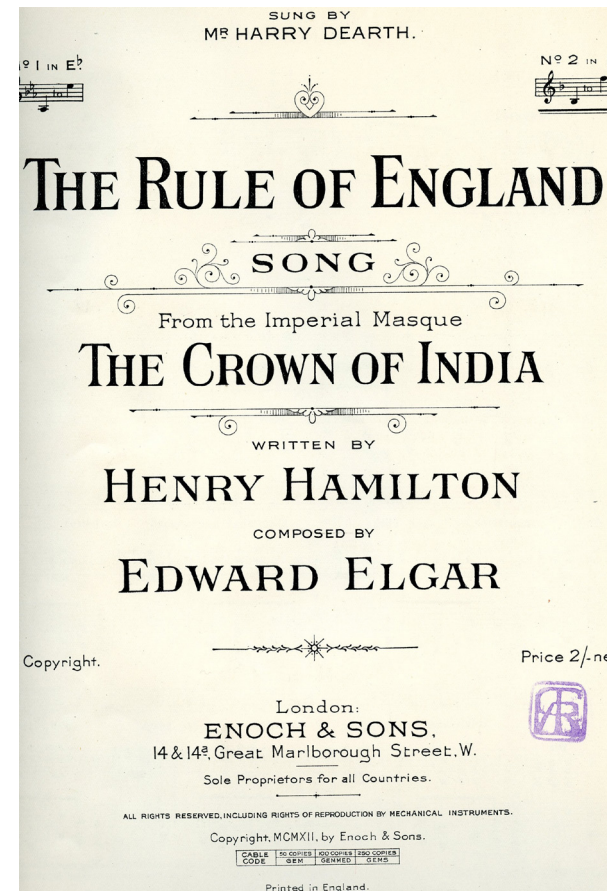 SUNG BY
MR HARRY DEARTH.
º 1 IN E♭
Nº 2 IN
THE RULE OF ENGLAND
SONG
From the Imperial Masque
THE CROWN OF INDIA
WRITTEN BY
HENRY HAMILTON
COMPOSED BY
EDWARD ELGAR
Copyright.
Price 2/- ne
London:
ENOCH & SONS,
14 & 14ª, Great Marlborough Street, W.
Sole Proprietors for all Countries.
ALL RIGHTS RESERVED, INCLUDING RIGHTS OF REPRODUCTION BY MECHANICAL INSTRUMENTS.
Copyright, MCMXII, by Enoch & Sons.
CABLE CODE 50 COPIES GEM 100 COPIES GEMMED 250 COPIES GEMS
Printed in England.